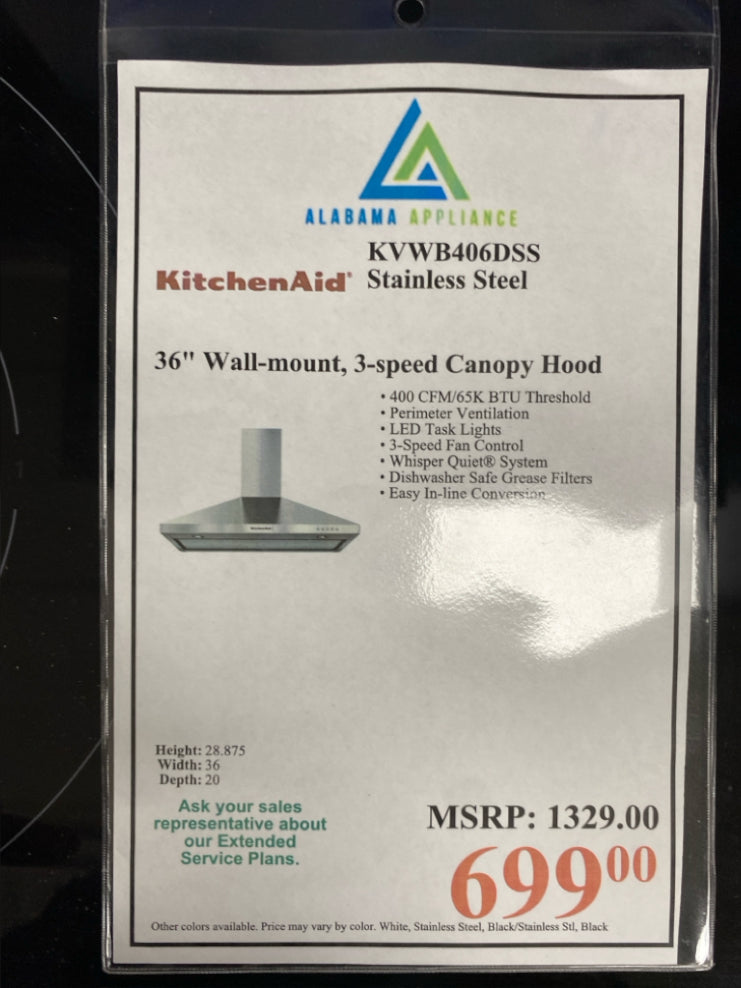 ALABAMA APPLIANCE
KVWB406DSS
KitchenAid® Stainless Steel
36" Wall-mount, 3-speed Canopy Hood
• 400 CFM/65K BTU Threshold
• Perimeter Ventilation
• LED Task Lights
• 3-Speed Fan Control
• Whisper Quiet® System
• Dishwasher Safe Grease Filters
• Easy In-line Conversion
KitchenAid
Height: 28.875
Width: 36
Depth: 20
Ask your sales
representative about
our Extended
Service Plans.
MSRP: 1329.00
69900
Other colors available. Price may vary by color. White, Stainless Steel, Black/Stainless Stl, Black